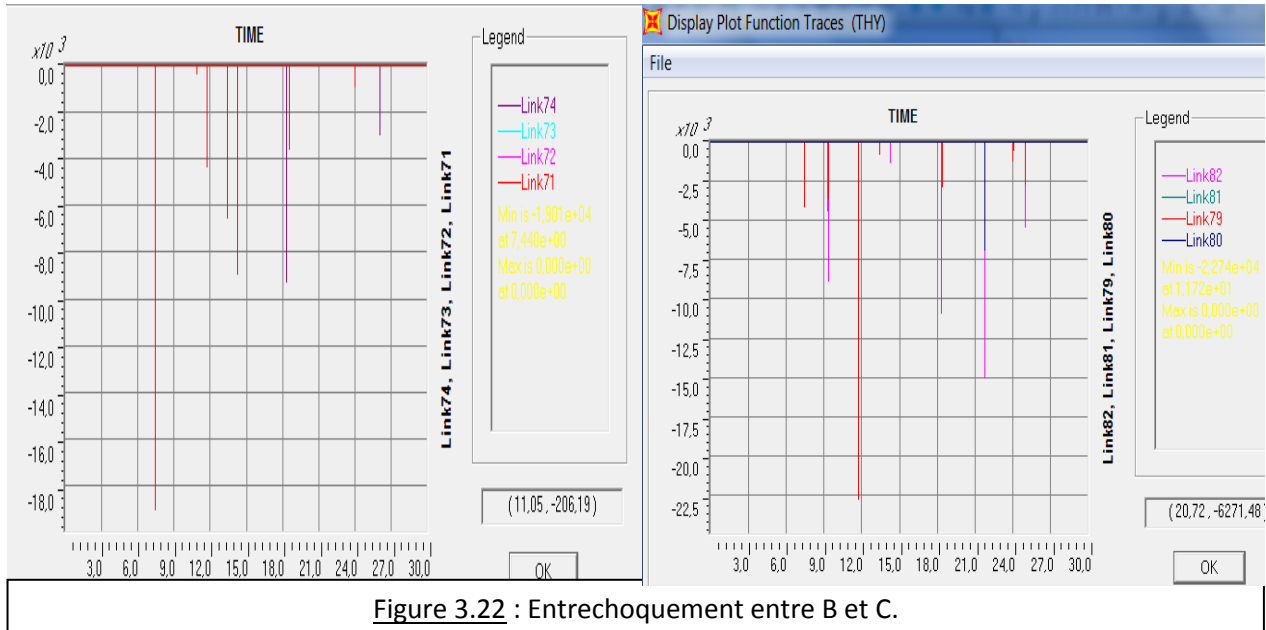 TIME
x10 3
0,0
-2,0
-4,0
-6,0
-8,0
-10,0
-12,0
-14,0
-16,0
-18,0
3,0 6,0 9,0 12,0 15,0 18,0 21,0 24,0 27,0 30,0
Link74, Link73, Link72, Link71
Legend
Link74
Link73
Link72
Link71
Min is -1,901e+04
at 7,440e+00
Max is 0,000e+00
at 0,000e+00
(11,05 , -206,19 )
OK
Display Plot Function Traces (THY)
File
TIME
x10 3
0,0
-2,5
-5,0
-7,5
-10,0
-12,5
-15,0
-17,5
-20,0
-22,5
3,0 6,0 9,0 12,0 15,0 18,0 21,0 24,0 27,0 30,0
Link82, Link81, Link79, Link80
Legend
Link82
Link81
Link79
Link80
Min is -2,274e+04
at 1,172e+01
Max is 0,000e+00
at 0,000e+00
(20,72 , -6271,48 )
OK
Figure 3.22 : Entrechoquement entre B et C.